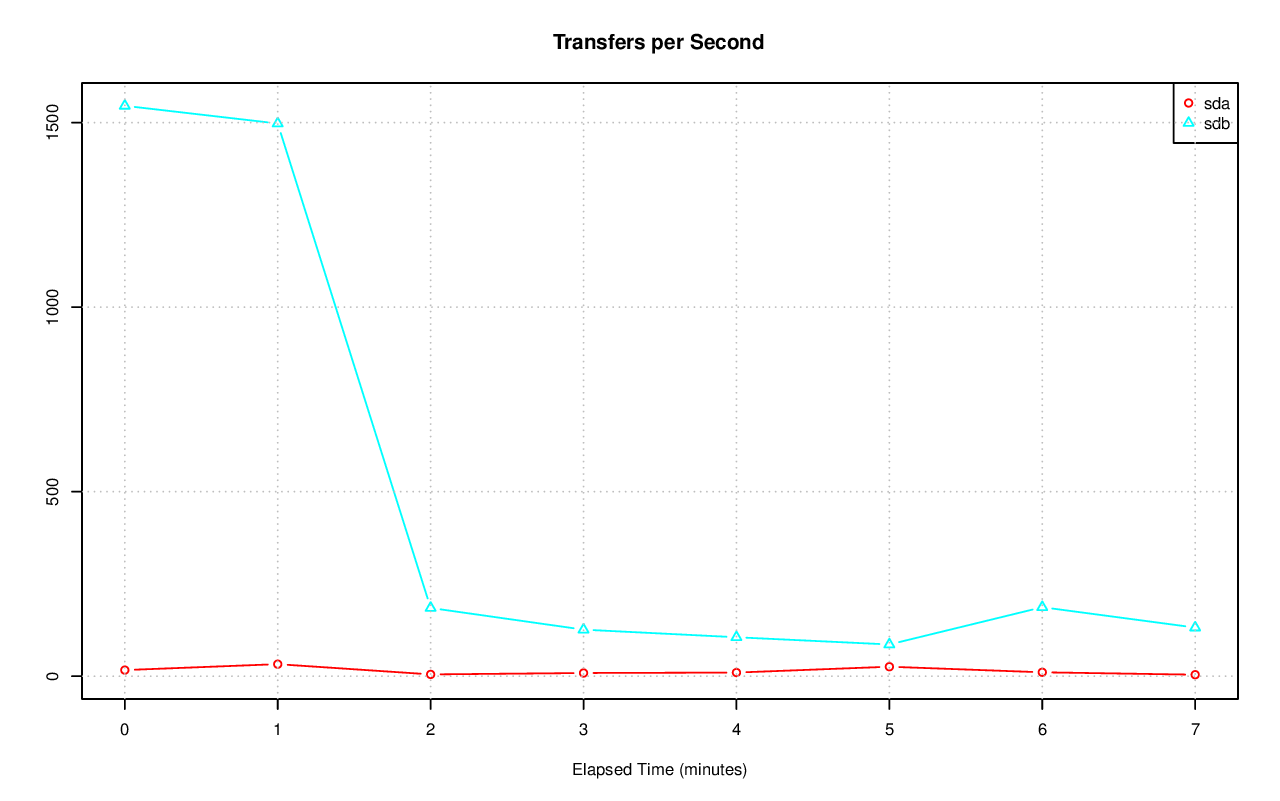 Transfers per Second
sda
sdb
1500
1000
500
0
0 1 2 3 4 5 6 7
Elapsed Time (minutes)